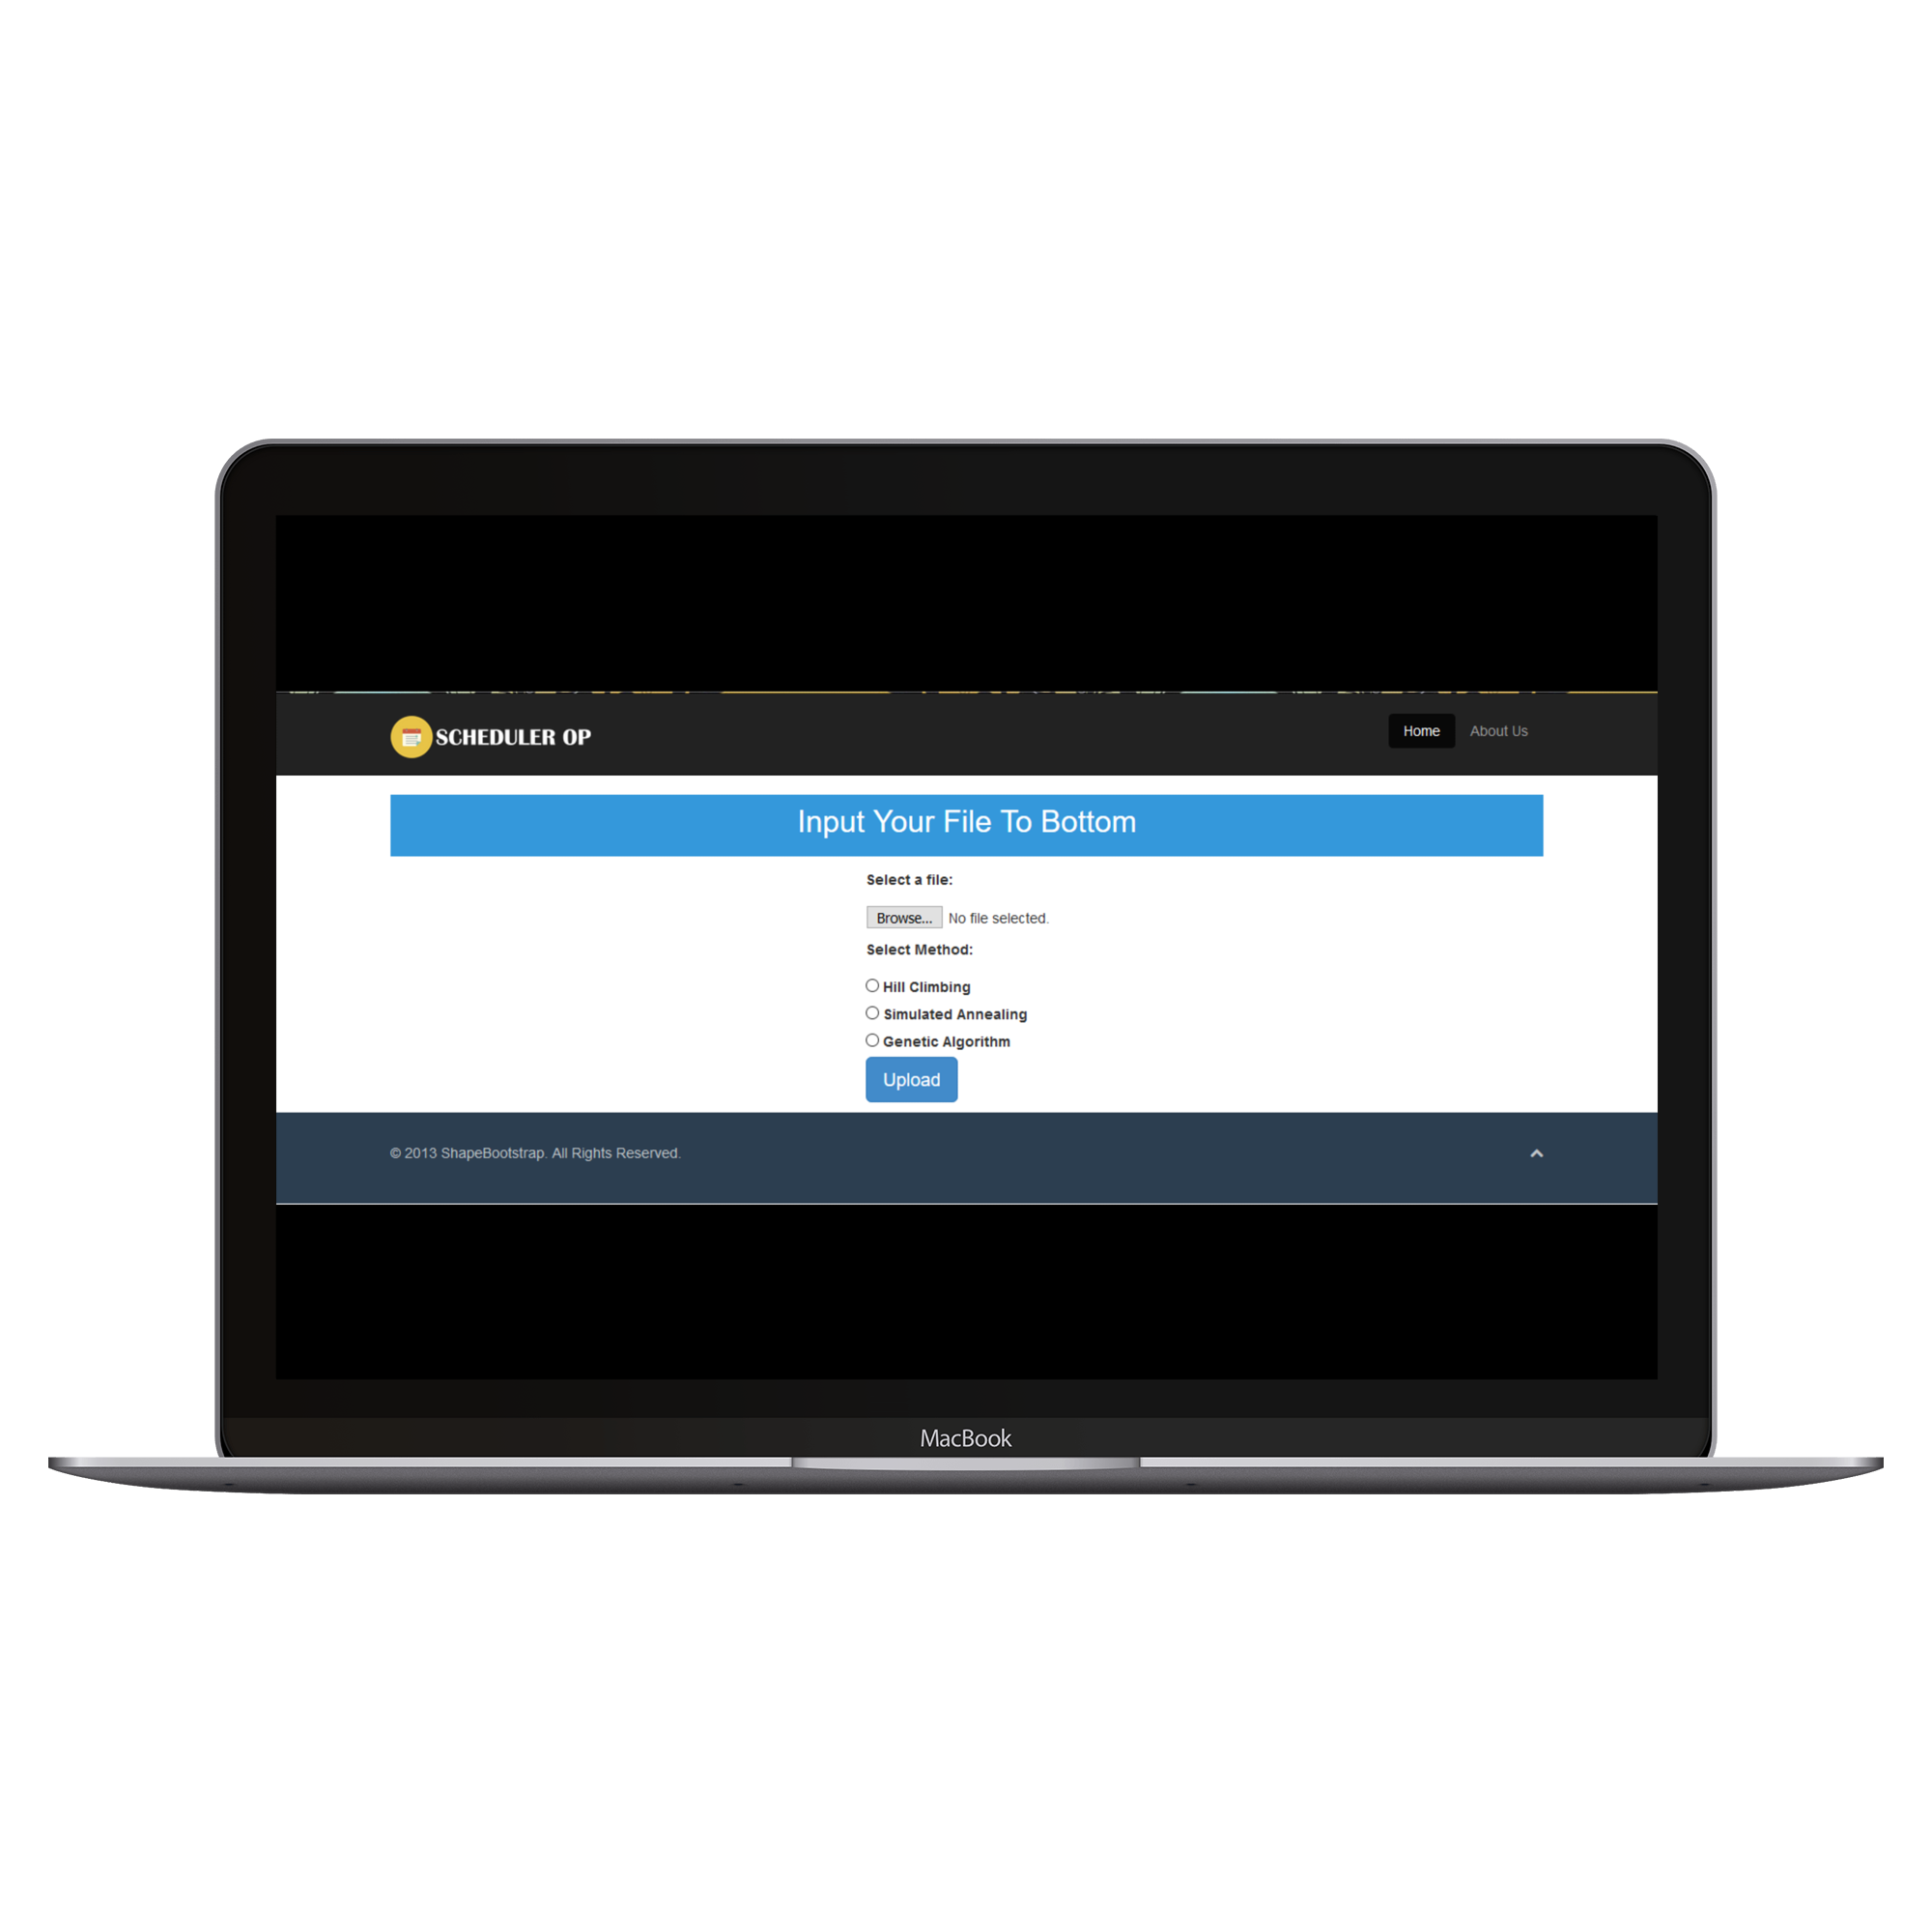 SCHEDULER OP
Home About Us
Input Your File To Bottom
Select a file:
Browse... No file selected.
Select Method:
Hill Climbing
Simulated Annealing
Genetic Algorithm
Upload
© 2013 ShapeBootstrap. All Rights Reserved.
MacBook